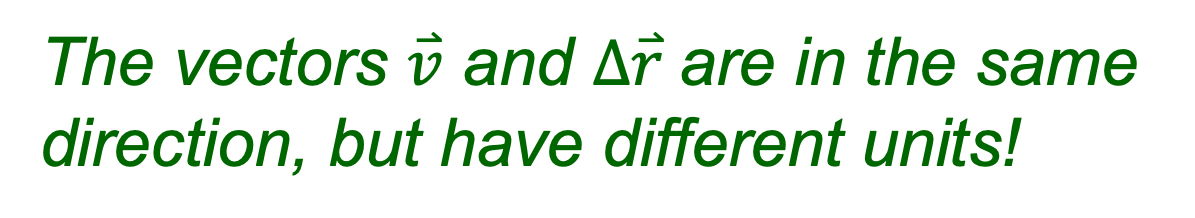 The vectors v⃗ and Δr⃗ are in the same
direction, but have different units!